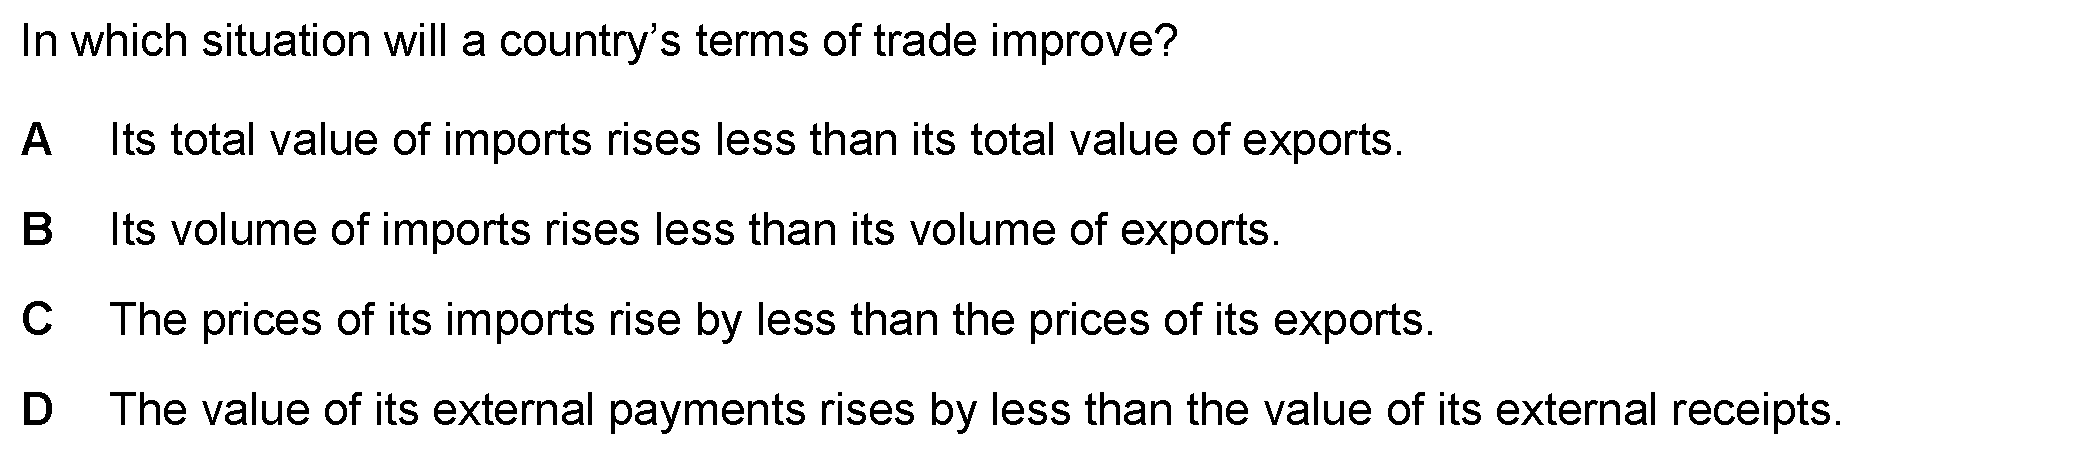 In which situation will a country’s terms of trade improve?
A Its total value of imports rises less than its total value of exports.
B Its volume of imports rises less than its volume of exports.
C The prices of its imports rise by less than the prices of its exports.
D The value of its external payments rises by less than the value of its external receipts.